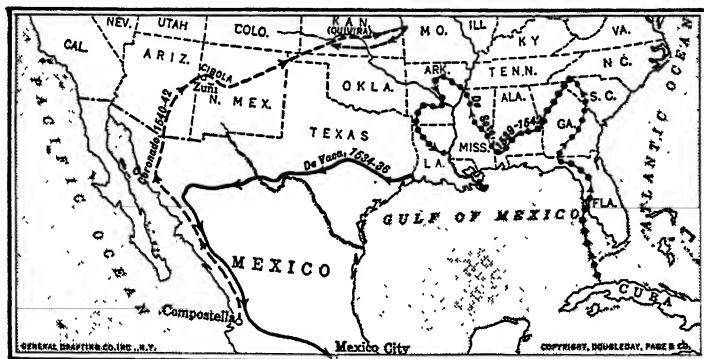 NEV.
UTAH
COLO.
KAN.
(QUIVIRA)
MO.
ILL
KY
VA.
CAL.
ARIZ.
CIBOLA
Zuñi
N. MEX.
OKLA.
ARK.
TENN.
N C.
S. C.
ALA.
GA.
MISS.
DE SOTO 1539-1542
TEXAS
LA.
Coronado 1540-42
De Vaca, 1534-36
FLA.
GULF OF MEXICO
PACIFIC OCEAN
ATLANTIC OCEAN
MEXICO
CUBA
Compostella
GENERAL DRAFTING CO. INC., N.Y.
Mexico City
COPYRIGHT, DOUBLEDAY, PAGE & CO.